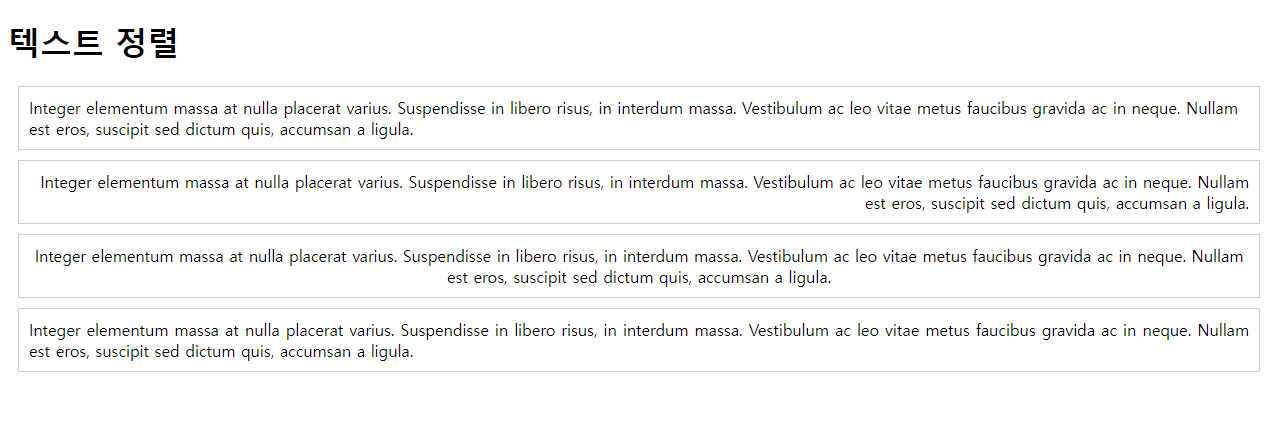 텍스트 정렬
Integer elementum massa at nulla placerat varius. Suspendisse in libero risus, in interdum massa. Vestibulum ac leo vitae metus faucibus gravida ac in neque. Nullam
est eros, suscipit sed dictum quis, accumsan a ligula.
Integer elementum massa at nulla placerat varius. Suspendisse in libero risus, in interdum massa. Vestibulum ac leo vitae metus faucibus gravida ac in neque. Nullam
est eros, suscipit sed dictum quis, accumsan a ligula.
Integer elementum massa at nulla placerat varius. Suspendisse in libero risus, in interdum massa. Vestibulum ac leo vitae metus faucibus gravida ac in neque. Nullam
est eros, suscipit sed dictum quis, accumsan a ligula.
Integer elementum massa at nulla placerat varius. Suspendisse in libero risus, in interdum massa. Vestibulum ac leo vitae metus faucibus gravida ac in neque. Nullam
est eros, suscipit sed dictum quis, accumsan a ligula.